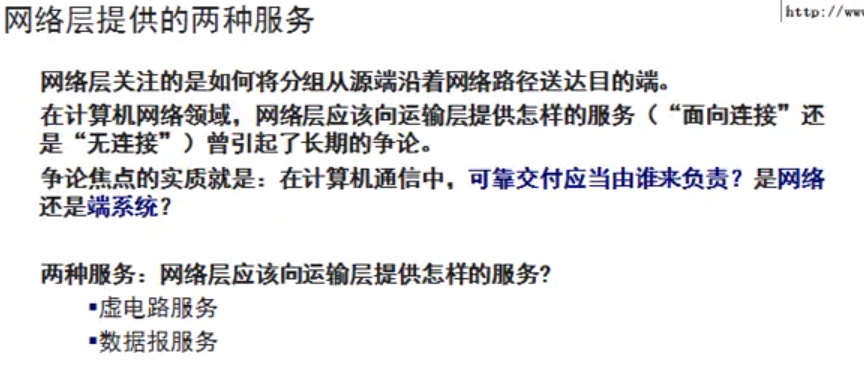 网络层提供的两种服务
http://www
网络层关注的是如何将分组从源端沿着网络路径送达目的端。
在计算机网络领域，网络层应该向运输层提供怎样的服务（“面向连接”还
是“无连接”）曾引起了长期的争论。
争论焦点的实质就是：在计算机通信中，可靠交付应当由谁来负责？是网络
还是端系统？
两种服务：网络层应该向运输层提供怎样的服务?
▪虚电路服务
▪数据报服务